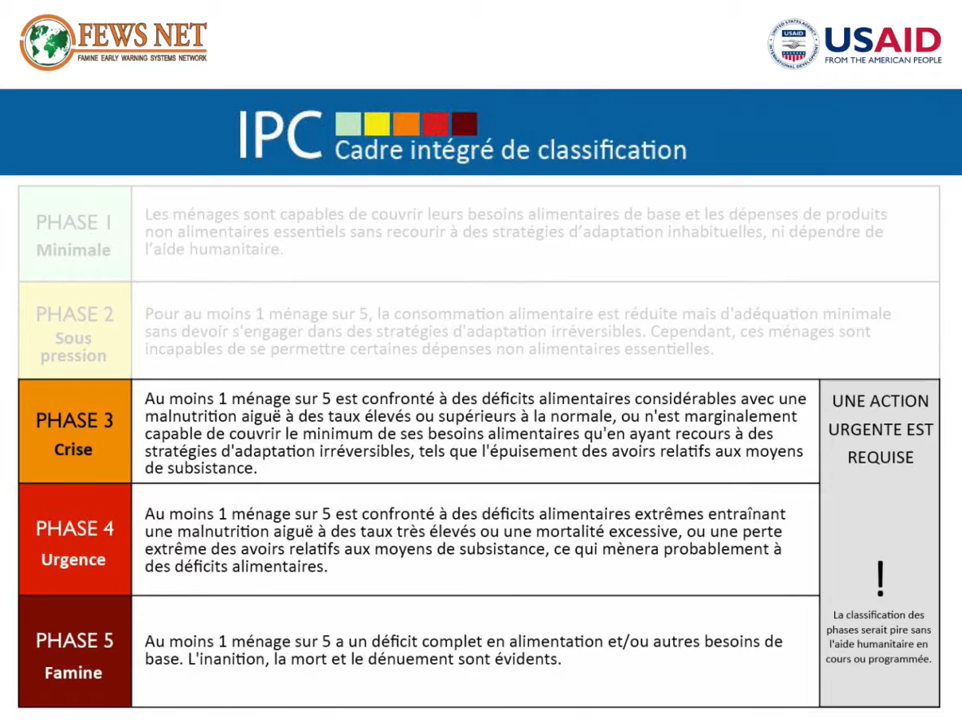 FEWS NET
FAMINE EARLY WARNING SYSTEMS NETWORK
UNITED STATES AGENCY
USAID
INTERNATIONAL DEVELOPMENT
USAID
FROM THE AMERICAN PEOPLE
IPC
Cadre intégré de classification
PHASE 1
Minimale
Les ménages sont capables de couvrir leurs besoins alimentaires de base et les dépenses de produits
non alimentaires essentiels sans recourir à des stratégies d’adaptation inhabituelles, ni dépendre de
l’aide humanitaire.
PHASE 2
Sous
pression
Pour au moins 1 ménage sur 5, la consommation alimentaire est réduite mais d'adéquation minimale
sans devoir s'engager dans des stratégies d'adaptation irréversibles. Cependant, ces ménages sont
incapables de se permettre certaines dépenses non alimentaires essentielles.
PHASE 3
Crise
Au moins 1 ménage sur 5 est confronté à des déficits alimentaires considérables avec une
malnutrition aiguë à des taux élevés ou supérieurs à la normale, ou n'est marginalement
capable de couvrir le minimum de ses besoins alimentaires qu'en ayant recours à des
stratégies d'adaptation irréversibles, tels que l'épuisement des avoirs relatifs aux moyens
de subsistance.
PHASE 4
Urgence
Au moins 1 ménage sur 5 est confronté à des déficits alimentaires extrêmes entraînant
une malnutrition aiguë à des taux très élevés ou une mortalité excessive, ou une perte
extrême des avoirs relatifs aux moyens de subsistance, ce qui mènera probablement à
des déficits alimentaires.
PHASE 5
Famine
Au moins 1 ménage sur 5 a un déficit complet en alimentation et/ou autres besoins de
base. L'inanition, la mort et le dénuement sont évidents.
UNE ACTION
URGENTE EST
REQUISE
!
La classification des
phases serait pire sans
l'aide humanitaire en
cours ou programmée.